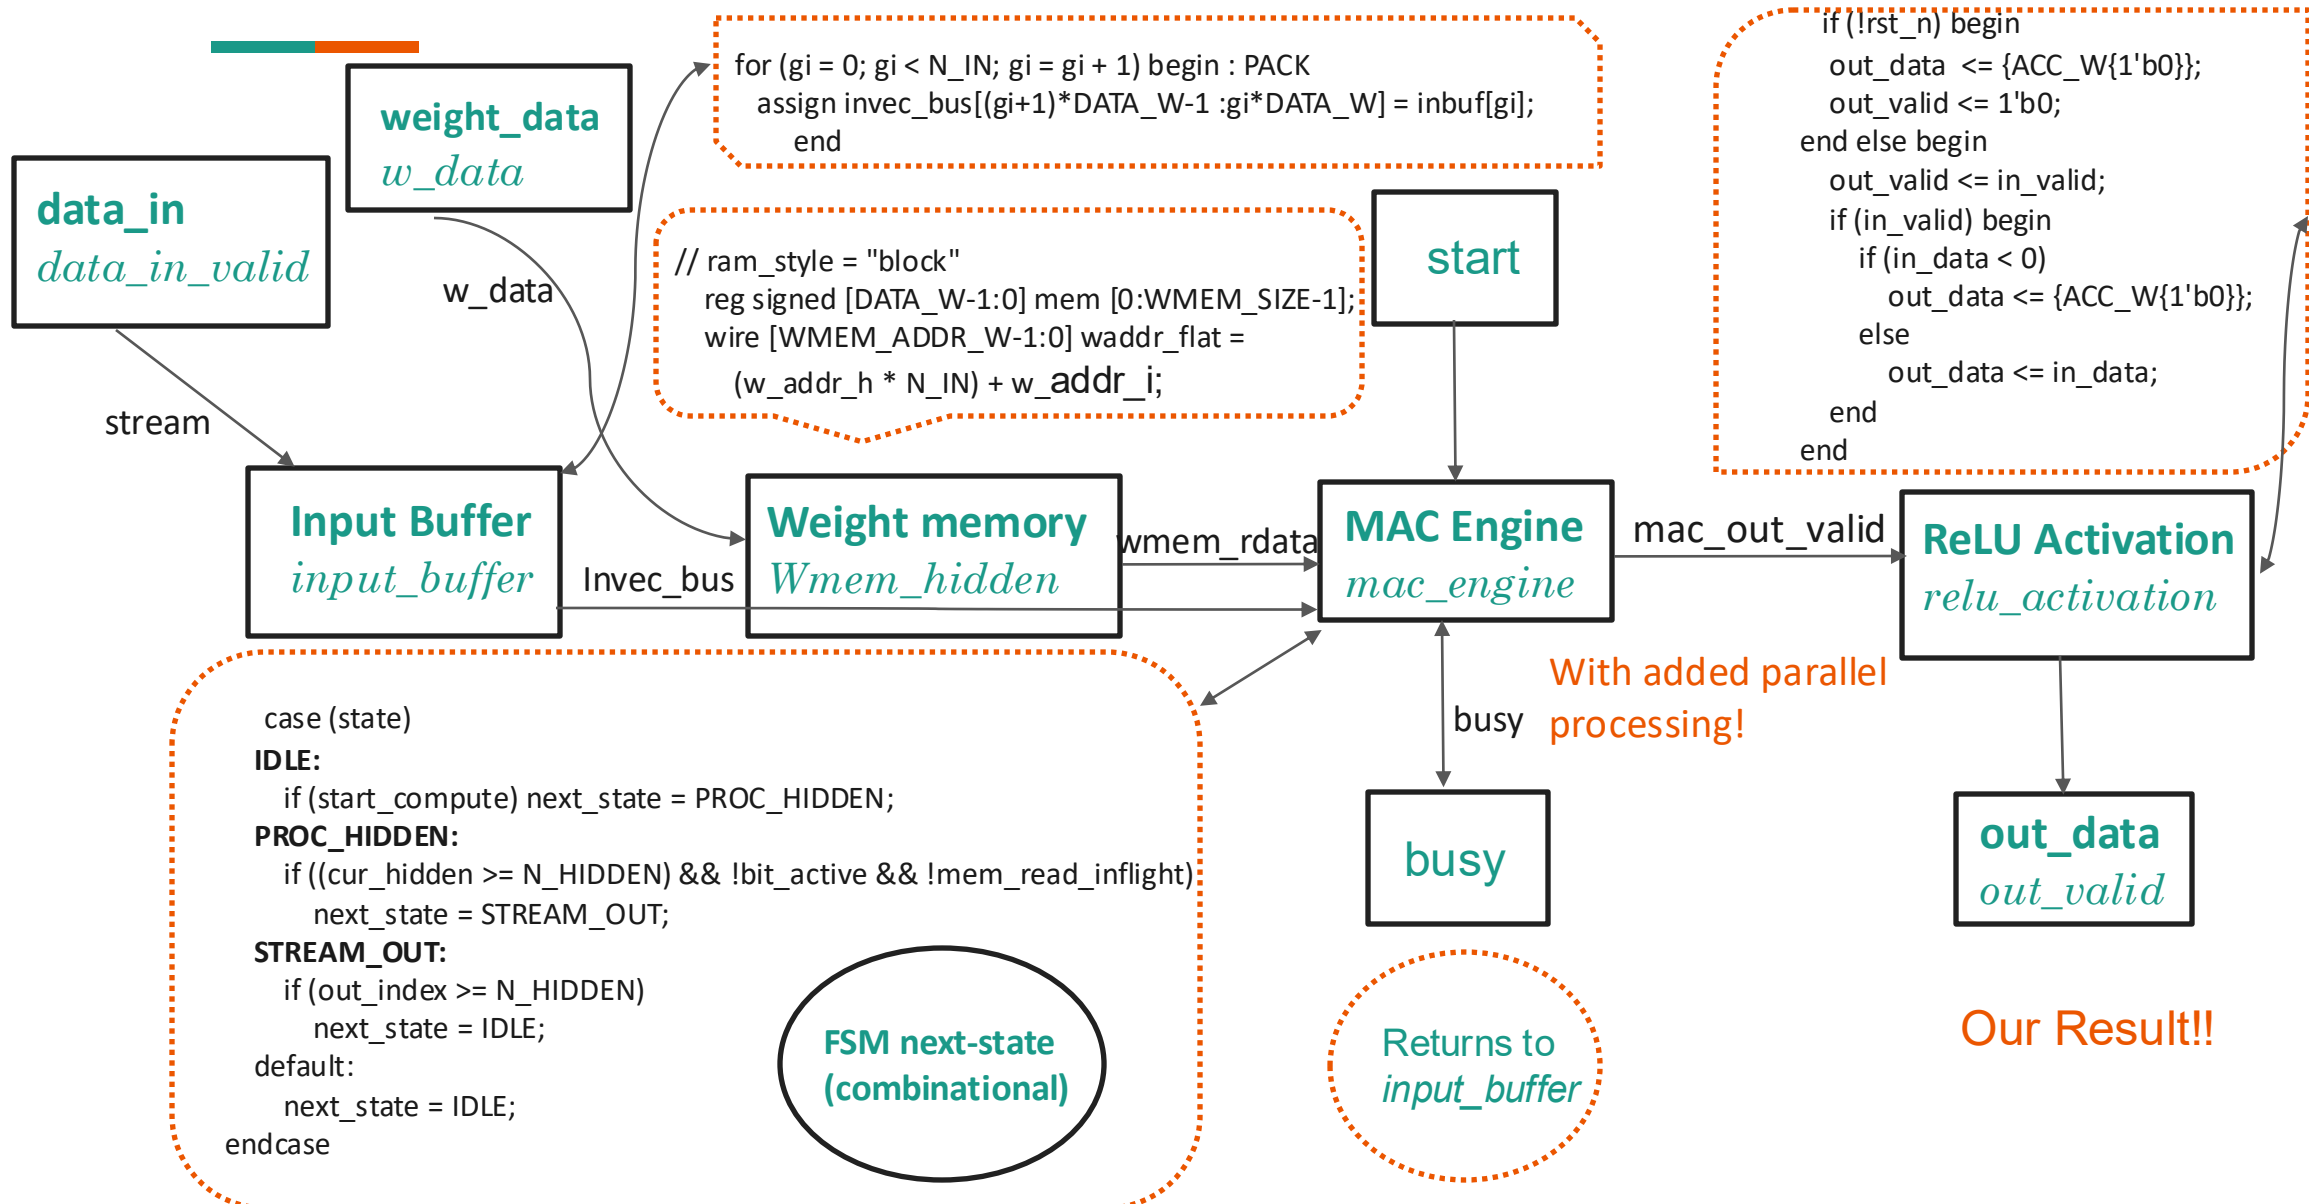 weight_data
w_data
data_in
data_in_valid
for (gi = 0; gi < N_IN; gi = gi + 1) begin : PACK
assign invec_bus[(gi+1)*DATA_W-1 :gi*DATA_W] = inbuf[gi];
end
if (!rst_n) begin
out_data <= {ACC_W{1'b0}};
out_valid <= 1'b0;
end else begin
out_valid <= in_valid;
if (in_valid) begin
if (in_data < 0)
out_data <= {ACC_W{1'b0}};
else
out_data <= in_data;
end
end
// ram_style = "block"
reg signed [DATA_W-1:0] mem [0:WMEM_SIZE-1];
wire [WMEM_ADDR_W-1:0] waddr_flat =
(w_addr_h * N_IN) + w_addr_i;
start
w_data
stream
Input Buffer
input_buffer
Invec_bus
Weight memory
Wmem_hidden
wmem_rdata
MAC Engine
mac_engine
mac_out_valid
ReLU Activation
relu_activation
With added parallel
processing!
busy
busy
out_data
out_valid
case (state)
IDLE:
if (start_compute) next_state = PROC_HIDDEN;
PROC_HIDDEN:
if ((cur_hidden >= N_HIDDEN) && !bit_active && !mem_read_inflight)
next_state = STREAM_OUT;
STREAM_OUT:
if (out_index >= N_HIDDEN)
next_state = IDLE;
default:
next_state = IDLE;
endcase
FSM next-state
(combinational)
Returns to
input_buffer
Our Result!!